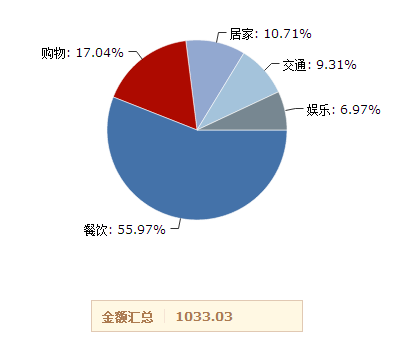 居家: 10.71%
购物: 17.04%
交通: 9.31%
娱乐: 6.97%
餐饮: 55.97%
金额汇总 1033.03